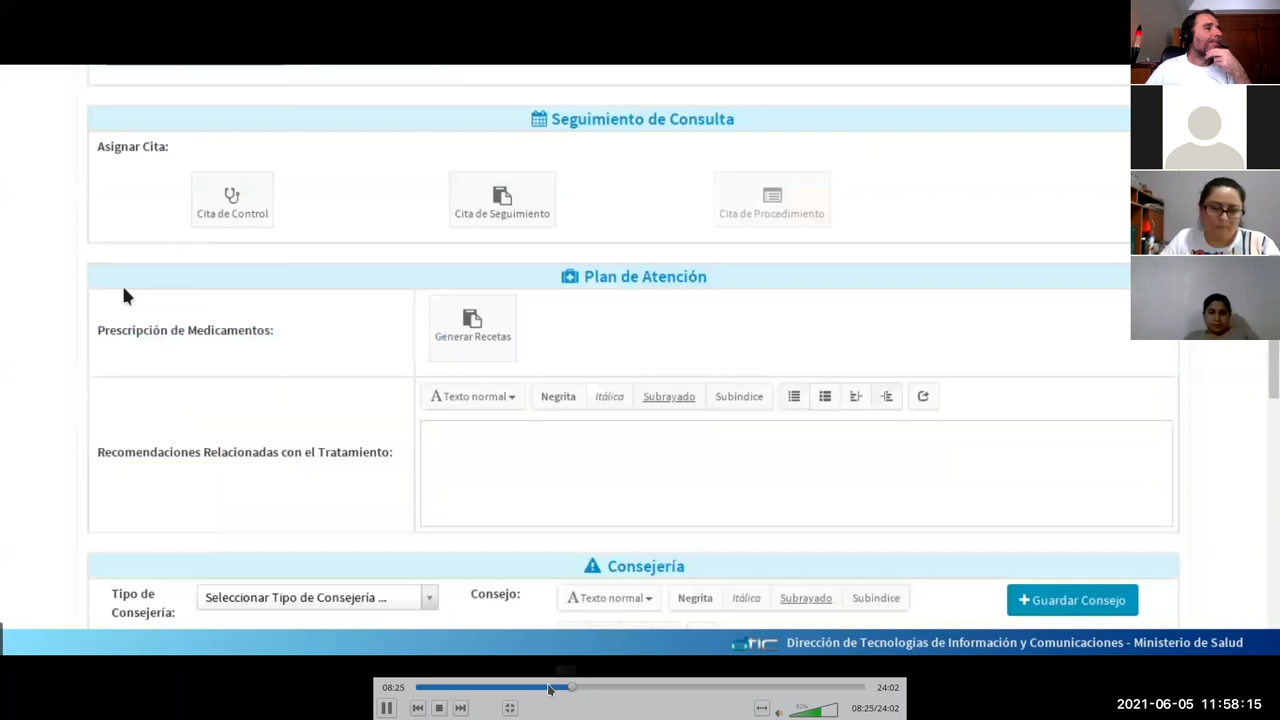 Seguimiento de Consulta
Asignar Cita:
Cita de Control
Cita de Seguimiento
Cita de Procedimiento
Plan de Atención
Prescripción de Medicamentos:
Generar Recetas
A Texto normal
Negrita
Itálica
Subrayado
Subíndice
Recomendaciones Relacionadas con el Tratamiento:
Consejería
Tipo de
Consejería:
Seleccionar Tipo de Consejería ...
Consejo:
A Texto normal
Negrita
Itálica
Subrayado
Subíndice
+ Guardar Consejo
dtic Dirección de Tecnologías de Información y Comunicaciones - Ministerio de Salud
08:25
24:02
08:25/24:02
2021-06-05 11:58:15